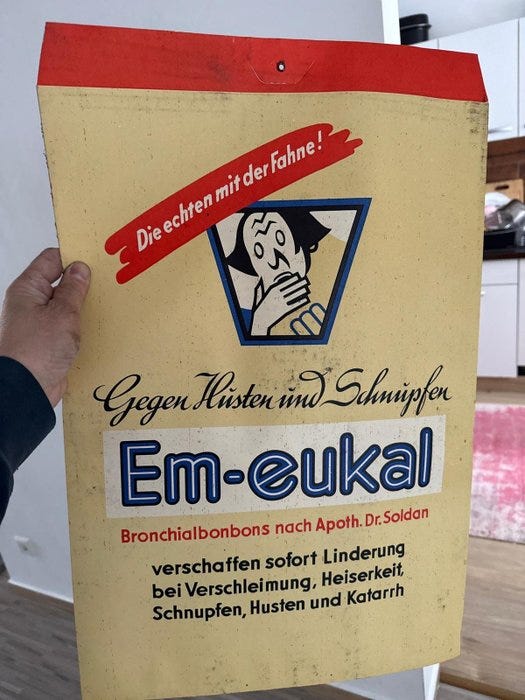 Die echten mit der Fahne!
Gegen Husten und Schnupfen
Em-eukal
Bronchialbonbons nach Apoth. Dr. Soldan
verschaffen sofort Linderung
bei Verschleimung, Heiserkeit,
Schnupfen, Husten und Katarrh